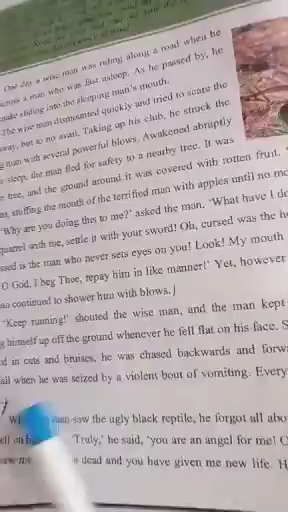 One day a wise man was riding along a road when he
across a man who was fast asleep. As he passed by, he
snake sliding into the sleeping man's mouth.
The wise man dismounted quickly and tried to scare the
away, but to no avail. Taking up his club, he struck the
man with several powerful blows. Awakened abruptly
sleep, the man fled for safety to a nearby tree. It was
tree, and the ground around it was covered with rotten fruit.
stuffing the mouth of the terrified man with apples until no mo
'Why are you doing this to me?' asked the man. 'What have I do
quarrel with me, settle it with your sword! Oh, cursed was the h
ssed is the man who never sets eyes on you! Look! My mouth
O God, I beg Thee, repay him in like manner!' Yet, however
continued to shower him with blows.
'Keep running!' shouted the wise man, and the man kept
g himself up off the ground whenever he fell flat on his face. S
d in cuts and bruises, he was chased backwards and forwa
all when he was seized by a violent bout of vomiting. Every
man saw the ugly black reptile, he forgot all abo
ell on 'Truly,' he said, 'you are an angel for me! O
dead and you have given me new life. H